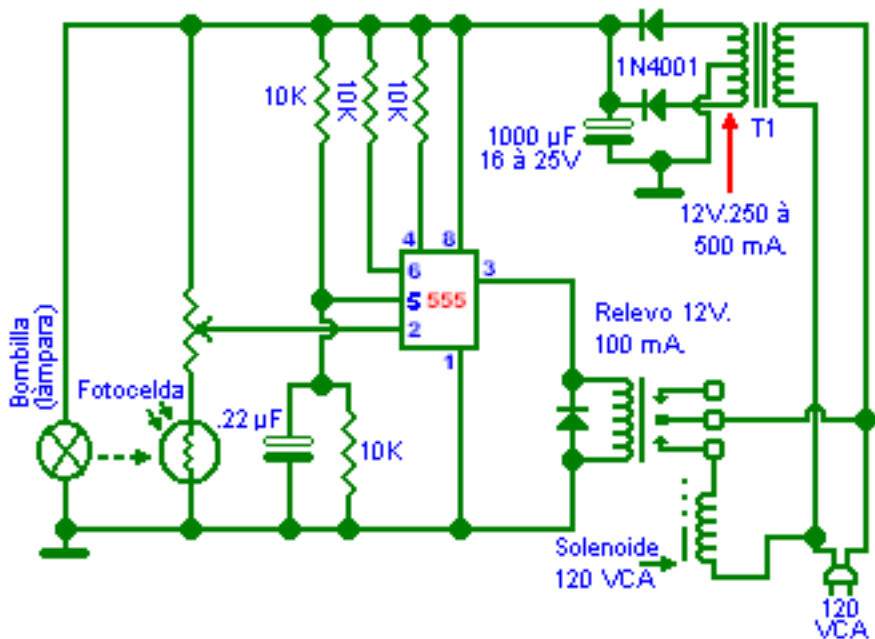 1N4001
10K
10K
10K
1000 µF
16 à 25V
T1
12V.250 à
500 mA.
4
8
6
3
5
555
2
1
Relevo 12V.
100 mA.
Bombilla
(làmpara)
Fotocelda
.22 µF
10K
Solenoide
120 VCA
120
VCA